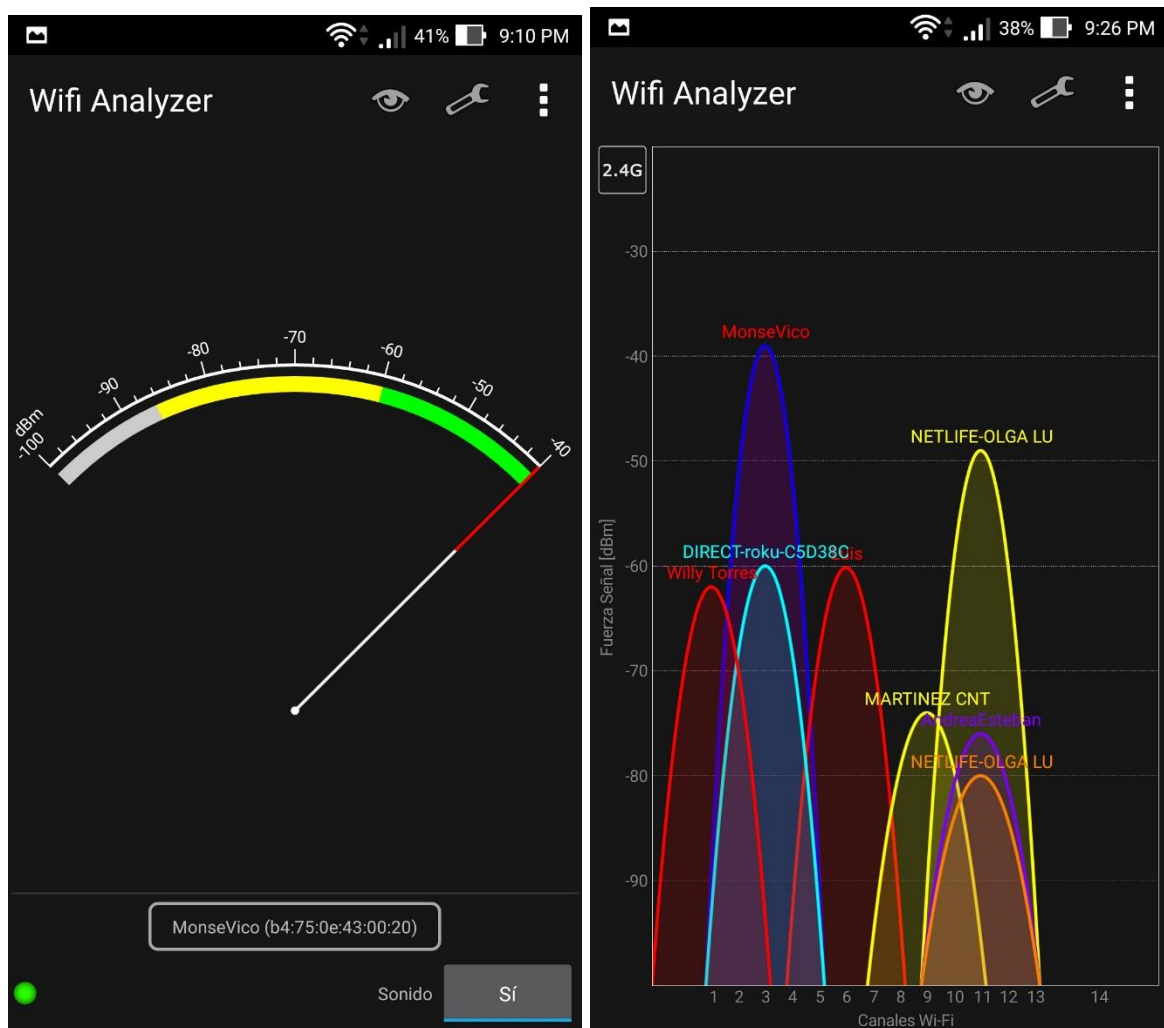 41% 9:10 PM
Wifi Analyzer
dBm
-100 -90 -80 -70 -60 -50 -40
MonseVico (b4:75:0e:43:00:20)
Sonido Sí
38% 9:26 PM
Wifi Analyzer
2.4G
-30
MonseVico
-40
NETLIFE-OLGA LU
-50
DIRECT-roku-C5D38C
Luis
-60
Willy Torres
-70
MARTINEZ CNT
AndreaEsteban
NETLIFE-OLGA LU
-80
-90
Fuerza Señal [dBm]
1 2 3 4 5 6 7 8 9 10 11 12 13 14
Canales Wi-Fi